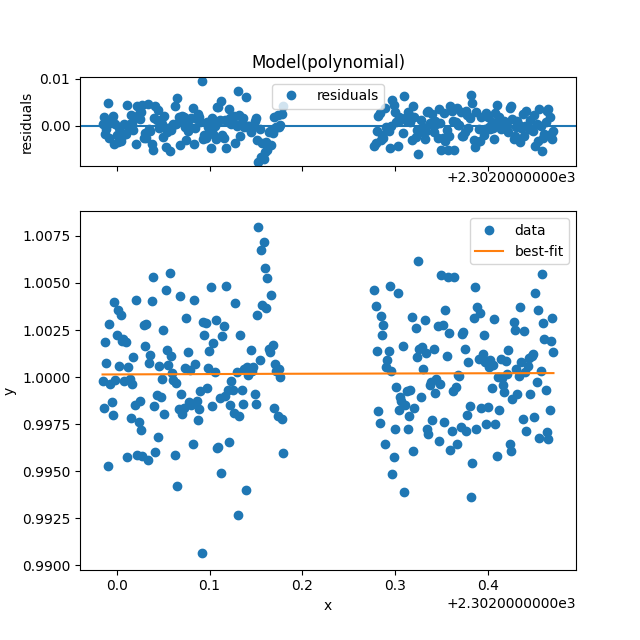 Model(polynomial)
0.01
0.00
residuals
residuals
+2.3020000000e3
1.0075
1.0050
1.0025
1.0000
0.9975
0.9950
0.9925
0.9900
y
data
best-fit
0.0 0.1 0.2 0.3 0.4
x
+2.3020000000e3